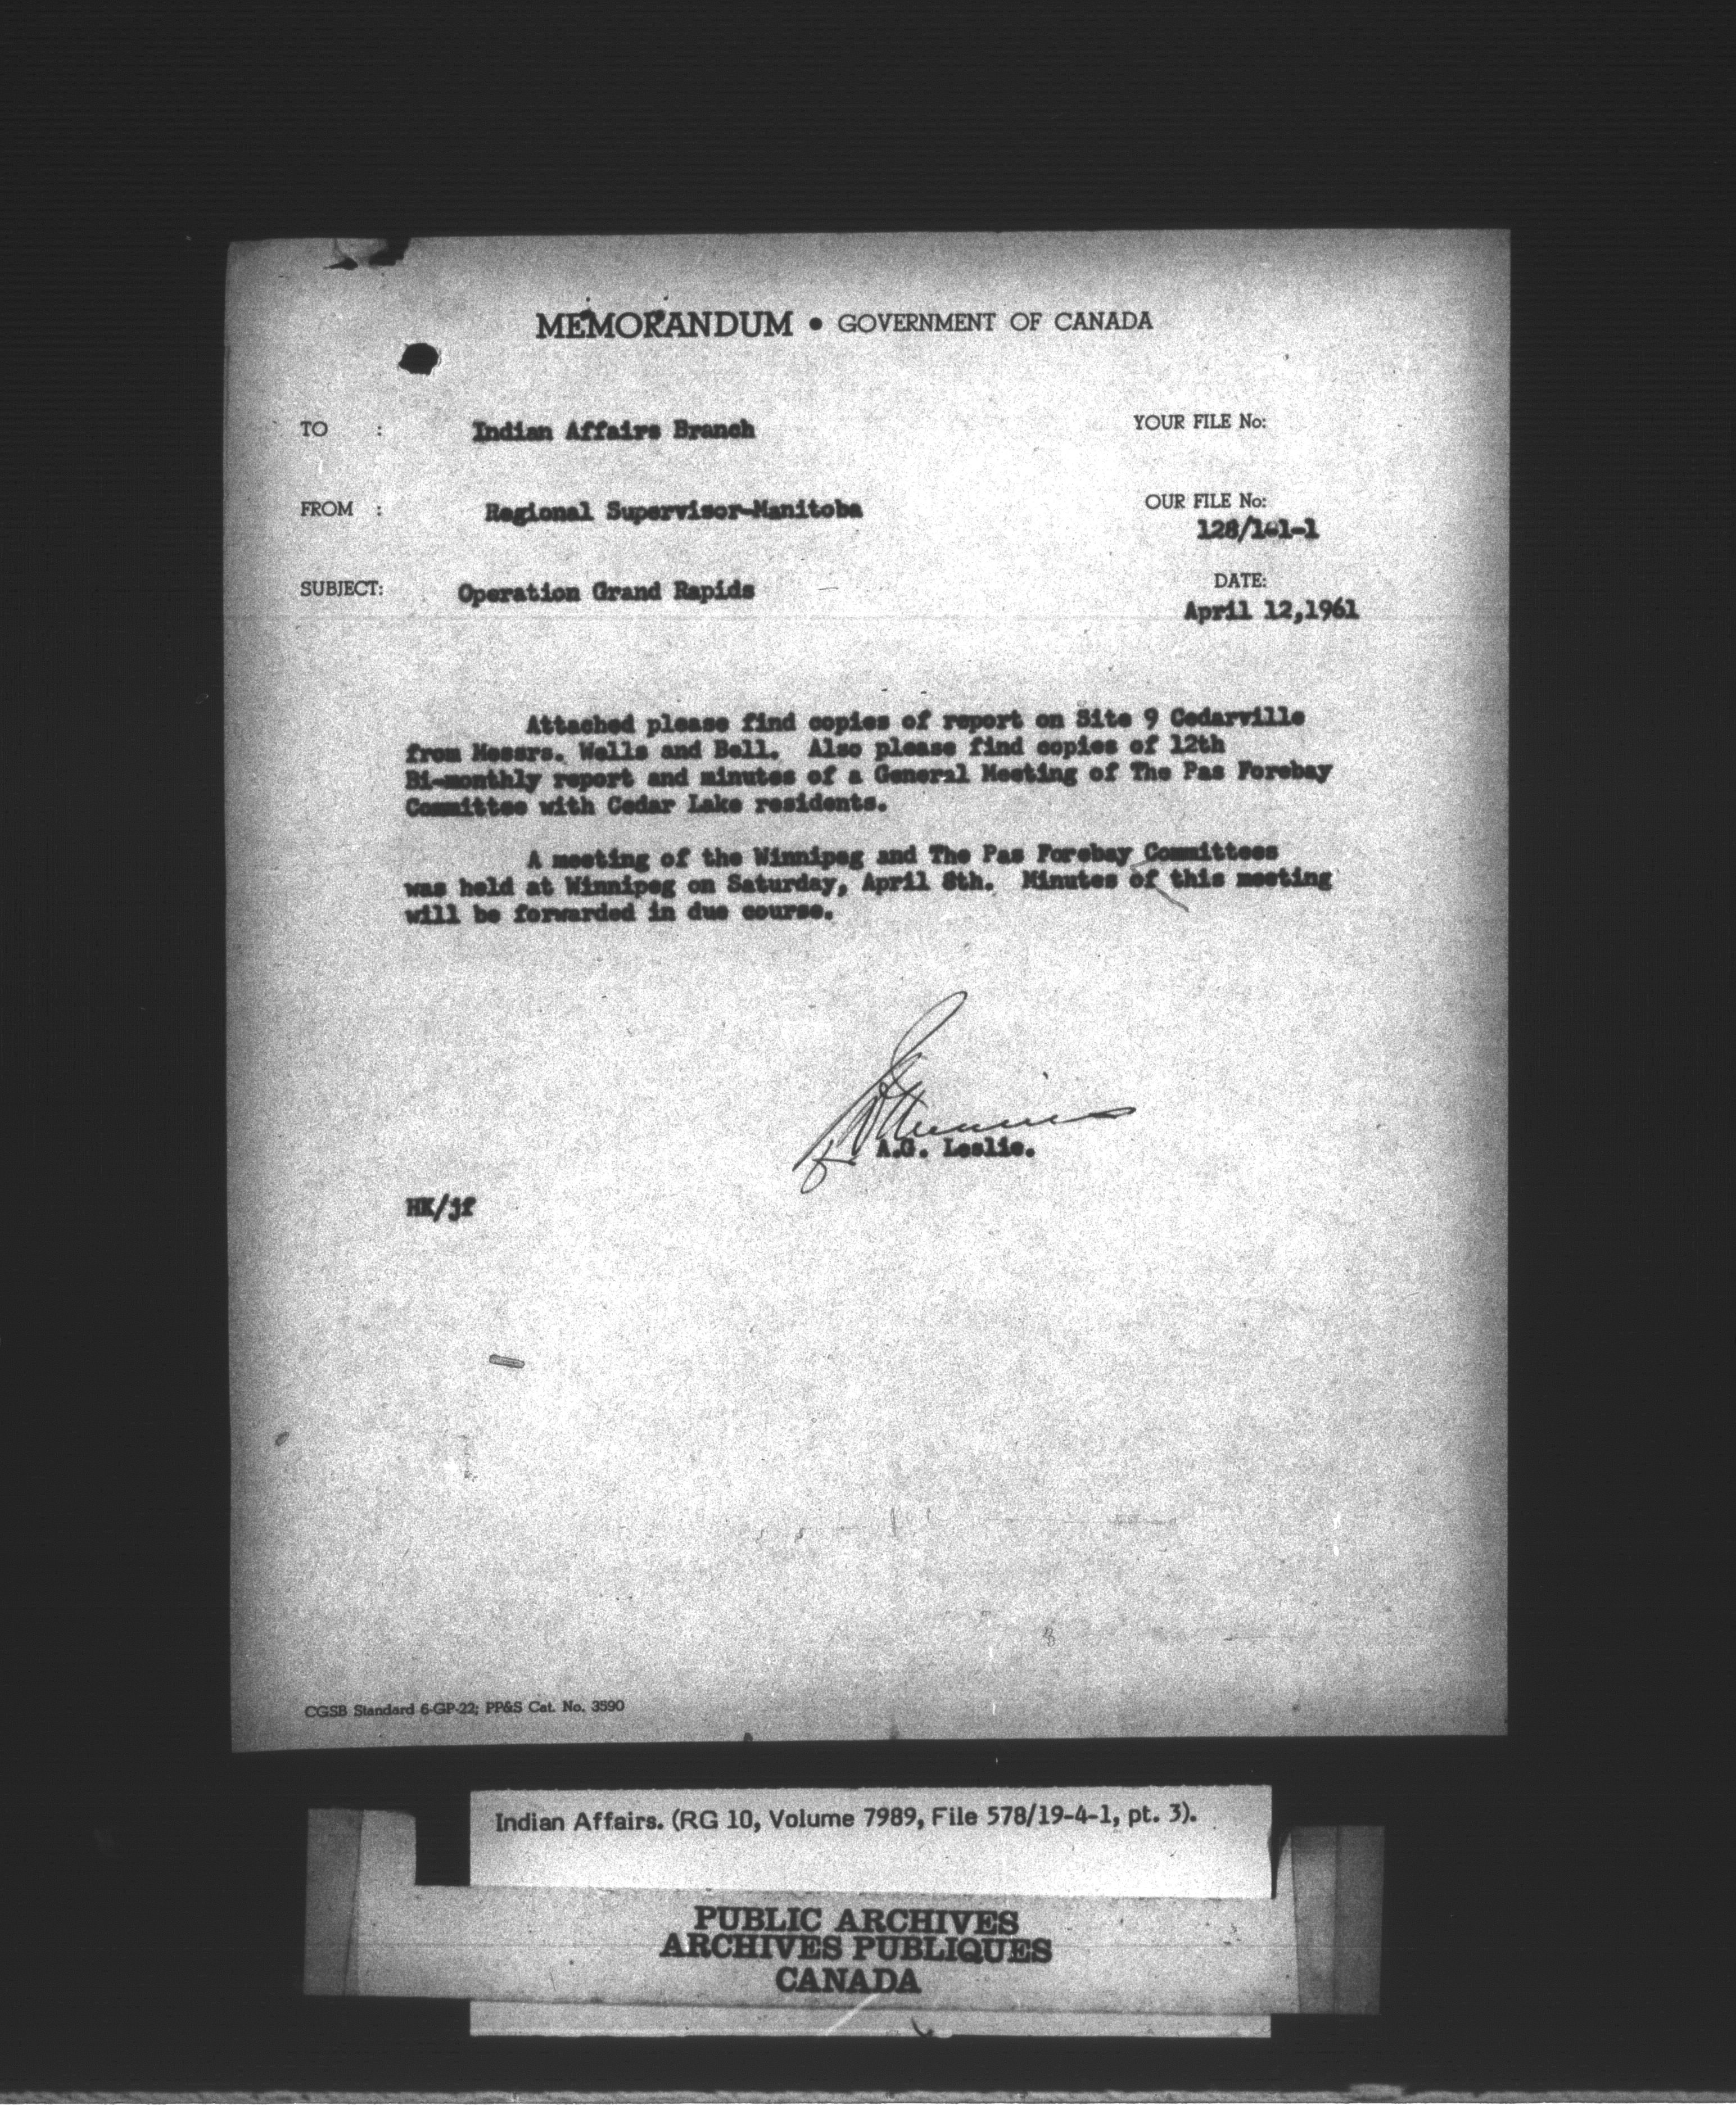 MEMORANDUM • GOVERNMENT OF CANADA
TO : Indian Affairs Branch
YOUR FILE No:
FROM : Regional Supervisor-Manitoba
OUR FILE No:
128/1-1-1
SUBJECT: Operation Grand Rapids
DATE:
April 12,1961
Attached please find copies of report on Site 9 Cedarville
from Messrs. Wells and Bell. Also please find copies of 12th
Bi-monthly report and minutes of a General Meeting of The Pas Forebay
Committee with Cedar Lake residents.
A meeting of the Winnipeg and The Pas Forebay Committees
was held at Winnipeg on Saturday, April 8th. Minutes of this meeting
will be forwarded in due course.
A.G. Leslie.
HK/jf
CGSB Standard 6-GP-22; PP&S Cat. No. 3590
Indian Affairs. (RG 10, Volume 7989, File 578/19-4-1, pt. 3).
PUBLIC ARCHIVES
ARCHIVES PUBLIQUES
CANADA